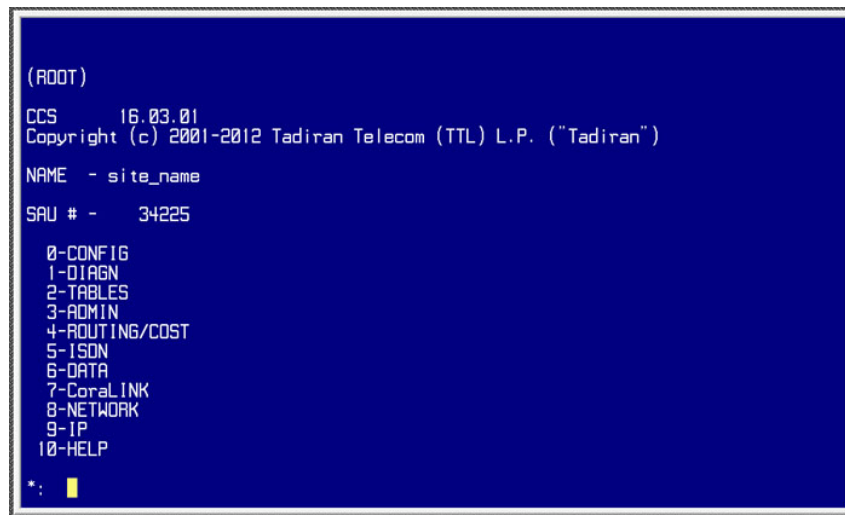 (ROOT)
CCS 16.03.01
Copyright (c) 2001-2012 Tadiran Telecom (TTL) L.P. ("Tadiran")
NAME - site_name
SAU # - 34225
0-CONFIG
1-DIAGN
2-TABLES
3-ADMIN
4-ROUTING/COST
5-ISDN
6-DATA
7-CoraLINK
8-NETWORK
9-IP
10-HELP
*: